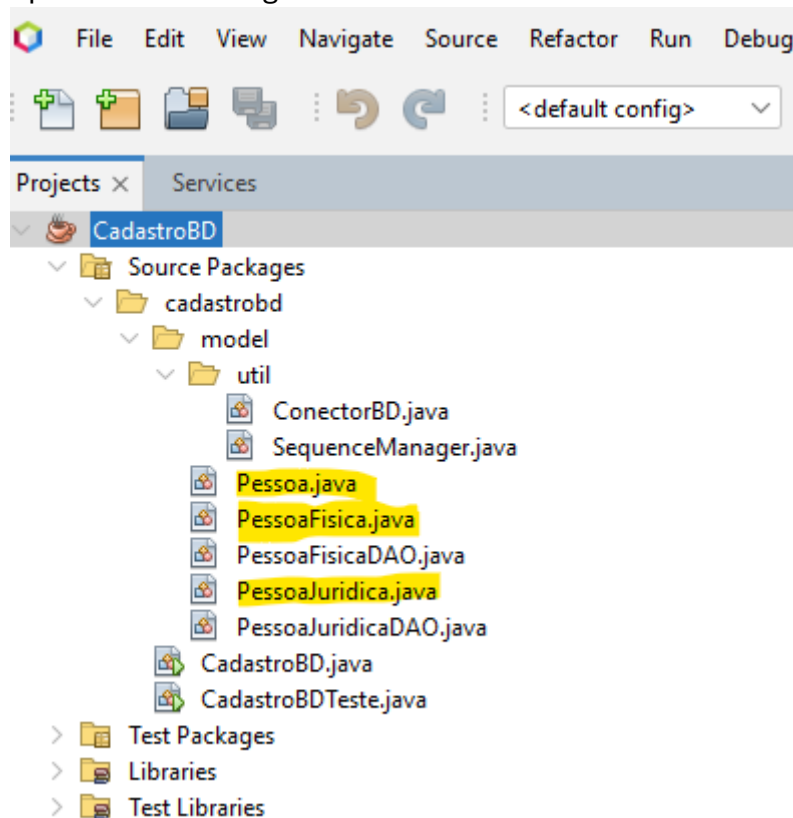 File Edit View Navigate Source Refactor Run Debug
<default config>
Projects × Services
CadastroBD
Source Packages
cadastrobd
model
util
ConectorBD.java
SequenceManager.java
Pessoa.java
PessoaFisica.java
PessoaFisicaDAO.java
PessoaJuridica.java
PessoaJuridicaDAO.java
CadastroBD.java
CadastroBDTeste.java
Test Packages
Libraries
Test Libraries